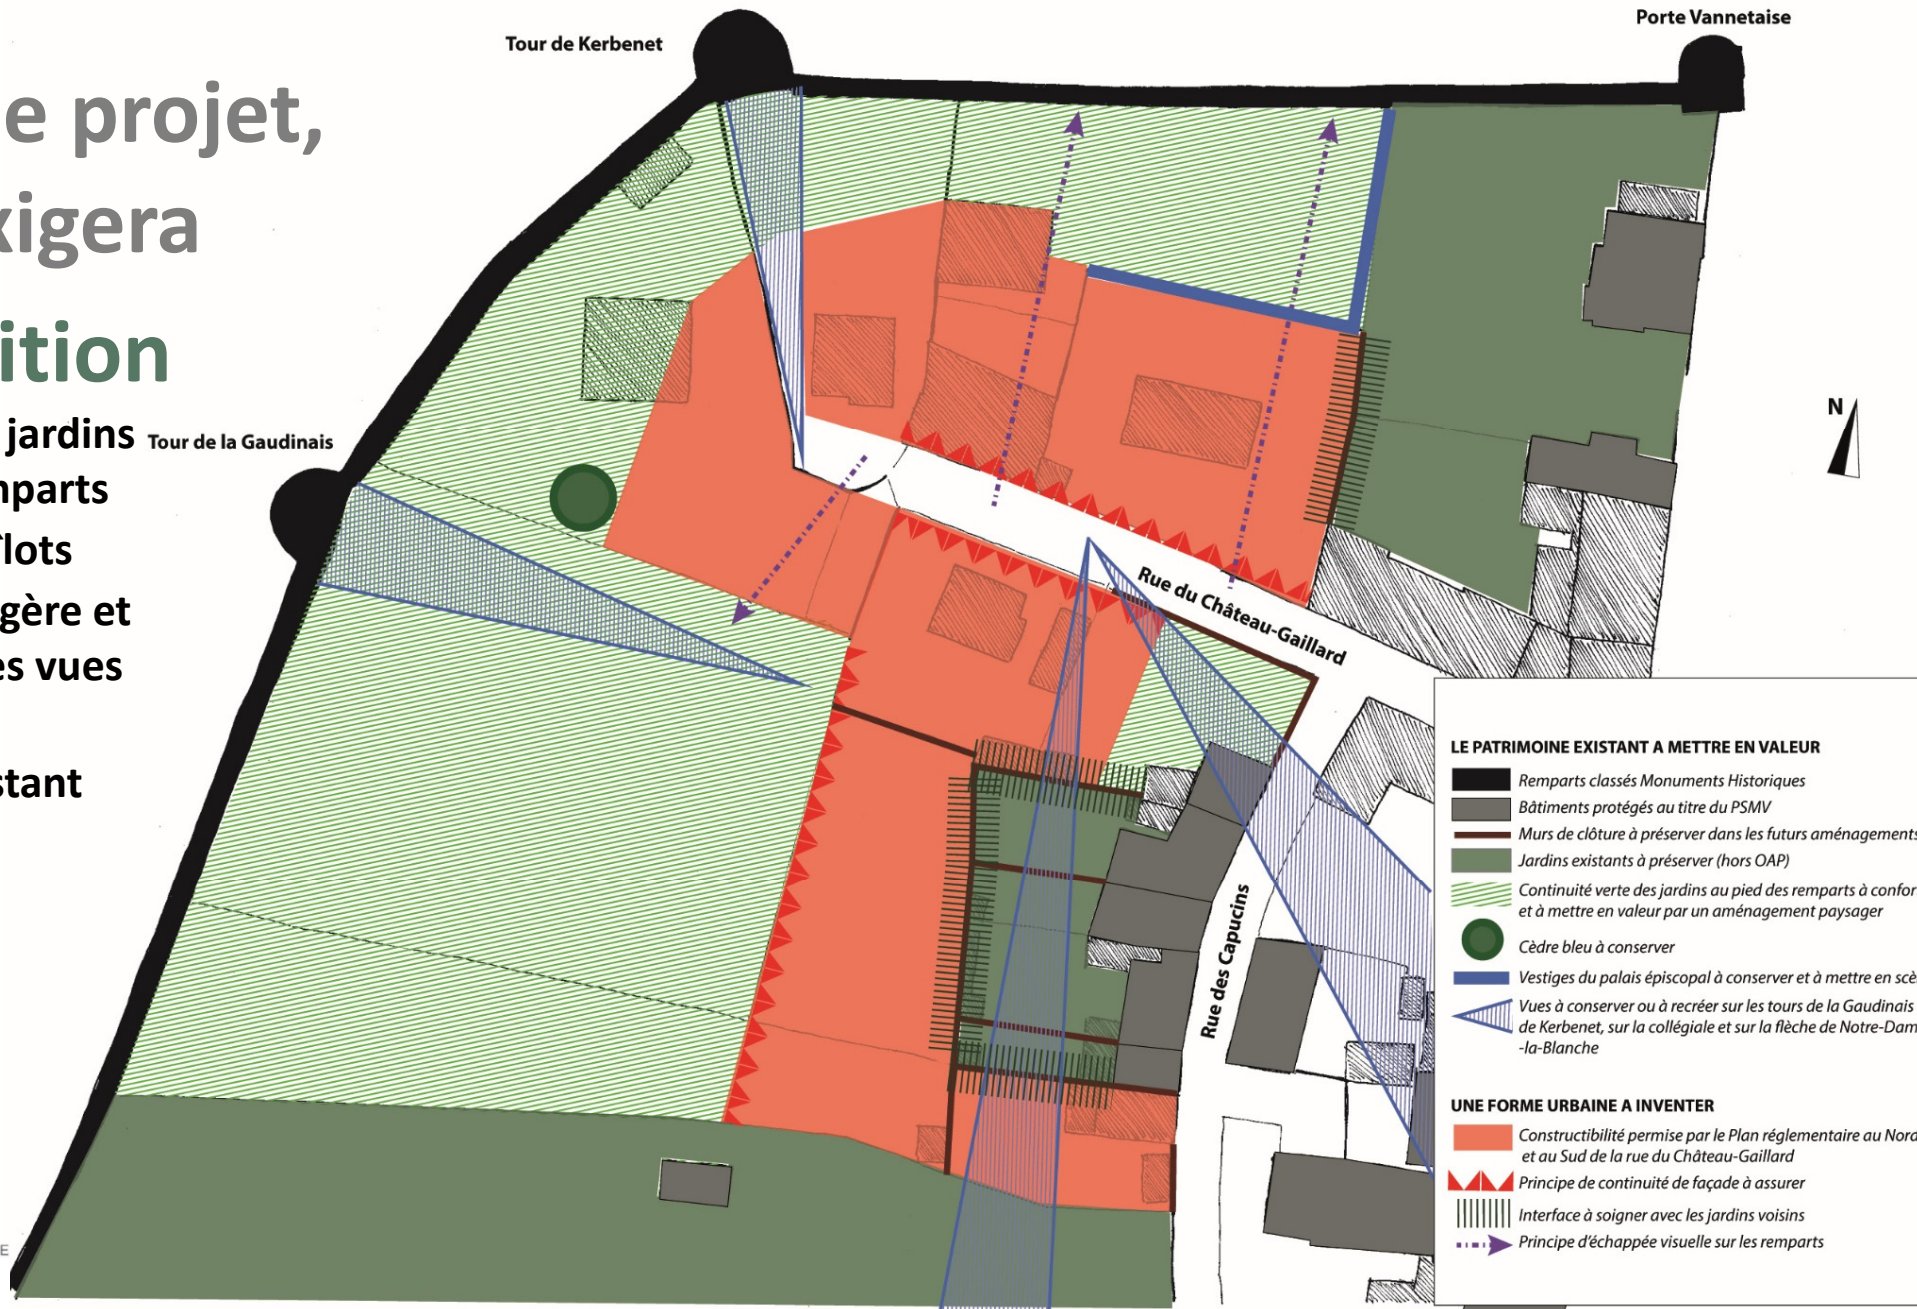 e projet,
xigera
ition
jardins
nparts
îlots
gère et
es vues
stant
E
Tour de Kerbenet
Porte Vannetaise
Tour de la Gaudinais
N
Rue du Château-Gaillard
Rue des Capucins
LE PATRIMOINE EXISTANT A METTRE EN VALEUR
Remparts classés Monuments Historiques
Bâtiments protégés au titre du PSMV
Murs de clôture à préserver dans les futurs aménagements
Jardins existants à préserver (hors OAP)
Continuité verte des jardins au pied des remparts à confor
et à mettre en valeur par un aménagement paysager
Cèdre bleu à conserver
Vestiges du palais épiscopal à conserver et à mettre en scè
Vues à conserver ou à recréer sur les tours de la Gaudinais
de Kerbenet, sur la collégiale et sur la flèche de Notre-Dam
-la-Blanche
UNE FORME URBAINE A INVENTER
Constructibilité permise par le Plan réglementaire au Nord
et au Sud de la rue du Château-Gaillard
Principe de continuité de façade à assurer
Interface à soigner avec les jardins voisins
Principe d'échappée visuelle sur les remparts